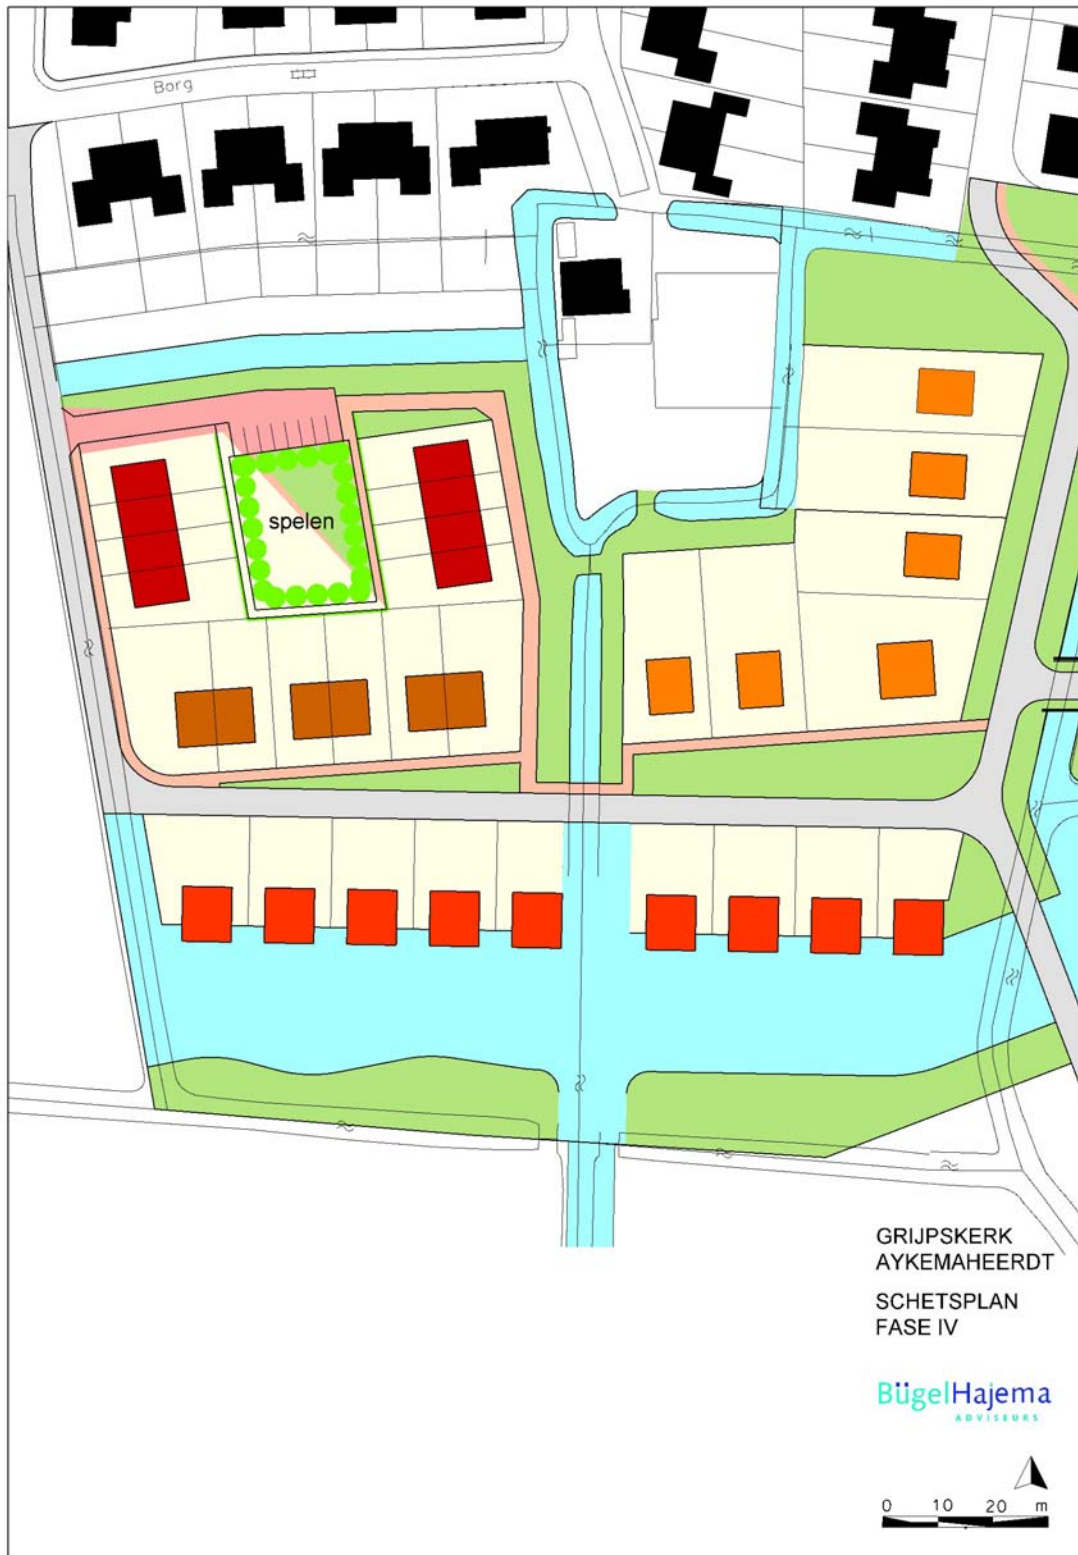 Borg
spelen
GRIJPSKERK
AYKEMAHEERDT
SCHETSPLAN
FASE IV
BügelHajema
ADVISEURS
0 10 20 m